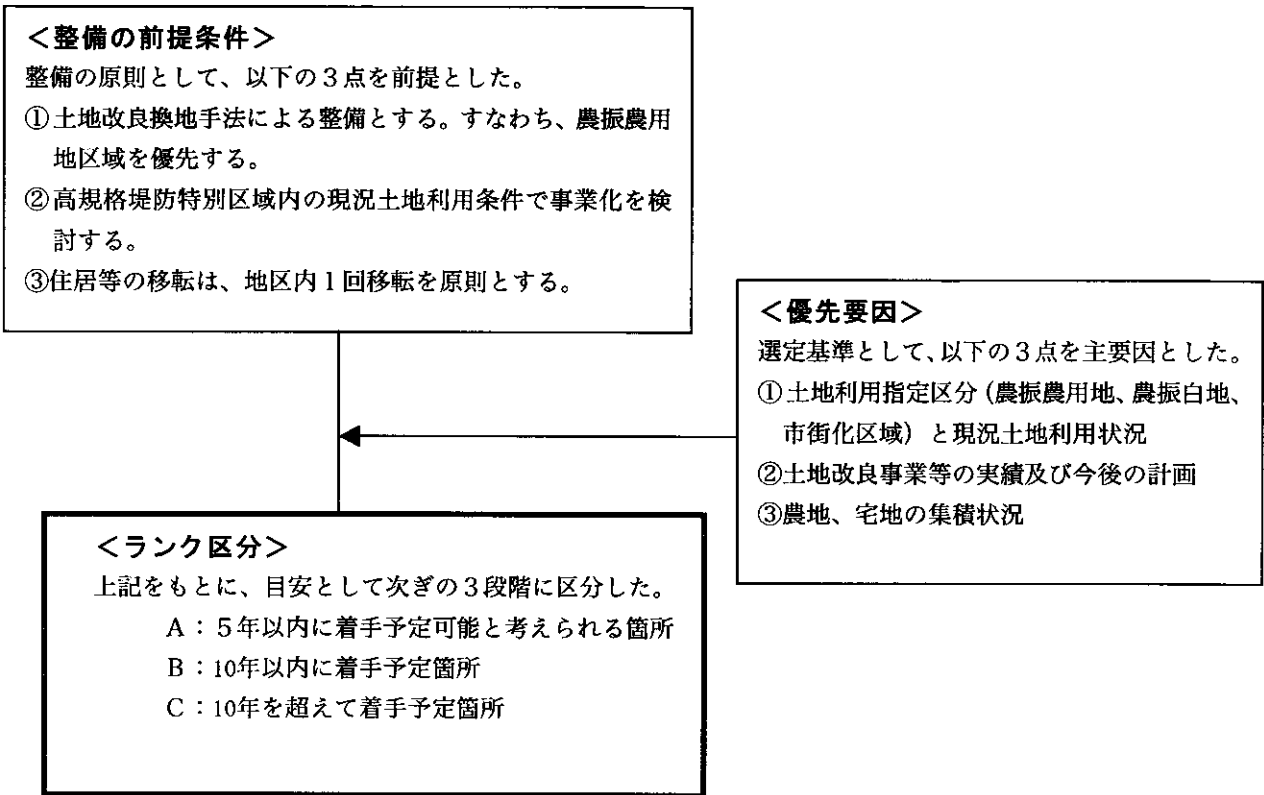 ＜整備の前提条件＞
整備の原則として、以下の３点を前提とした。
①土地改良換地手法による整備とする。すなわち、農振農用
地区域を優先する。
②高規格堤防特別区域内の現況土地利用条件で事業化を検
討する。
③住居等の移転は、地区内１回移転を原則とする。
＜優先要因＞
選定基準として、以下の３点を主要因とした。
①土地利用指定区分（農振農用地、農振白地、
市街化区域）と現況土地利用状況
②土地改良事業等の実績及び今後の計画
③農地、宅地の集積状況
＜ランク区分＞
上記をもとに、目安として次ぎの３段階に区分した。
Ａ：５年以内に着手予定可能と考えられる箇所
Ｂ：10年以内に着手予定箇所
Ｃ：10年を超えて着手予定箇所